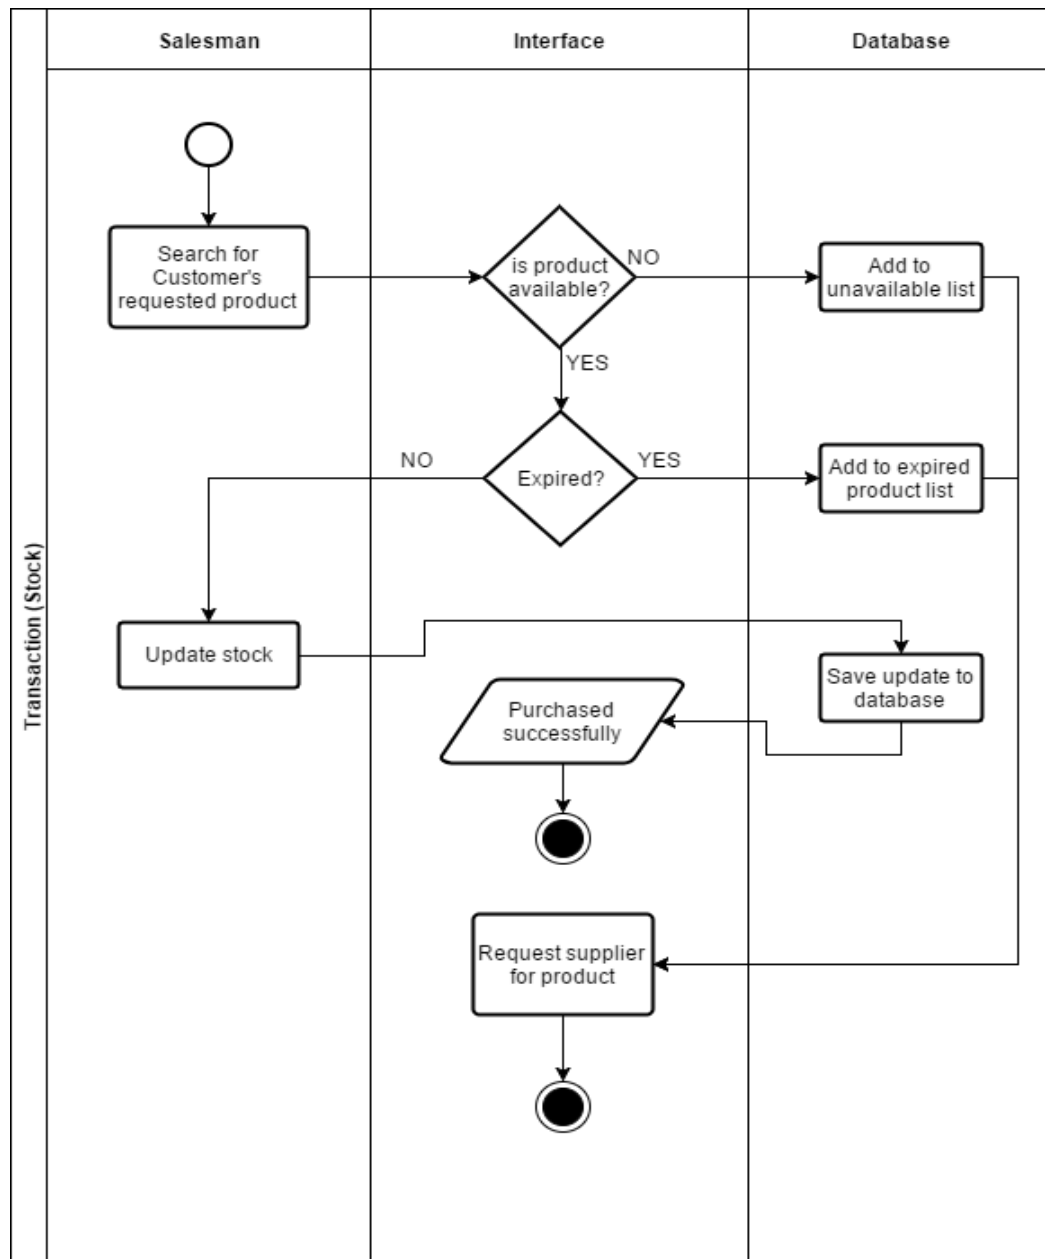 Salesman
Interface
Database
Search for
Customer's
requested product
is product
available?
NO
Add to
unavailable list
YES
NO
Expired?
YES
Add to expired
product list
Transaction (Stock)
Update stock
Save update to
database
Purchased
successfully
Request supplier
for product